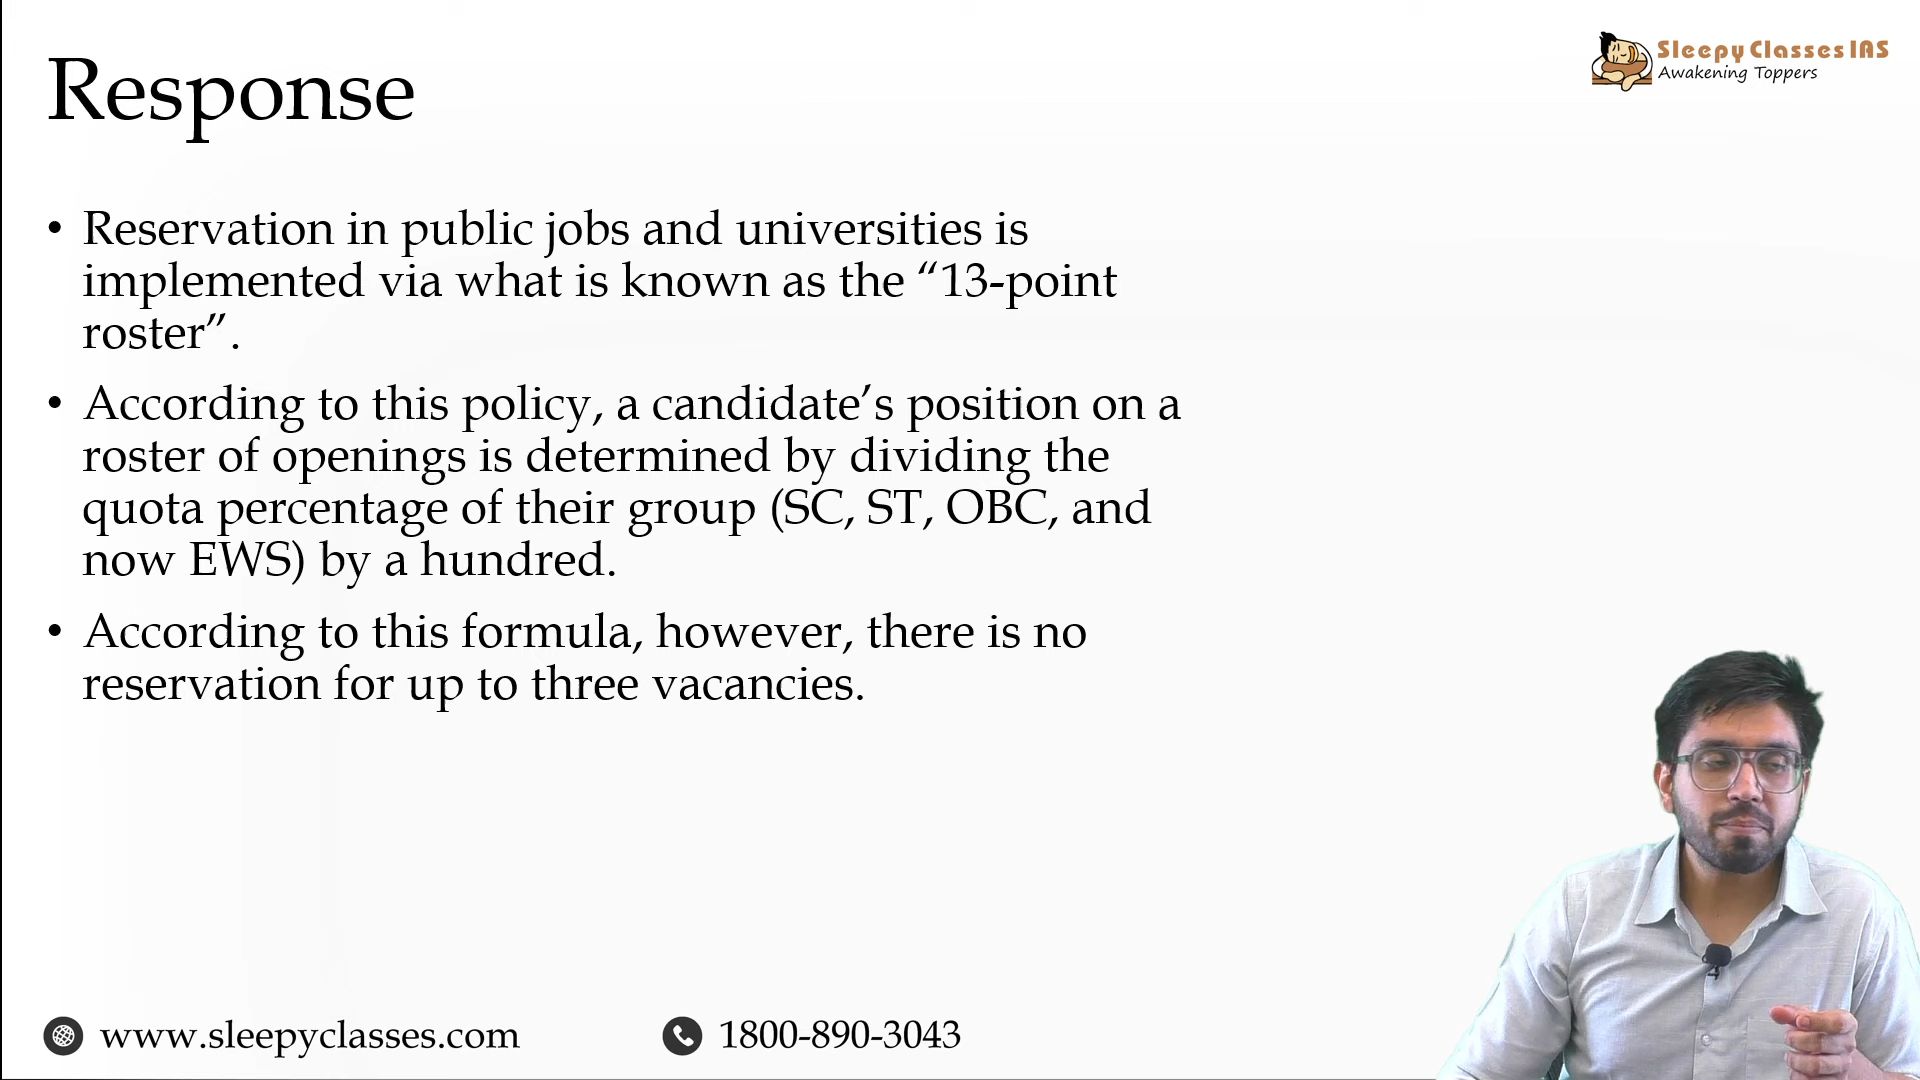 Sleepy Classes IAS
Awakening Toppers
Response
• Reservation in public jobs and universities is
implemented via what is known as the “13-point
roster”.
• According to this policy, a candidate’s position on a
roster of openings is determined by dividing the
quota percentage of their group (SC, ST, OBC, and
now EWS) by a hundred.
• According to this formula, however, there is no
reservation for up to three vacancies.
www.sleepyclasses.com
1800-890-3043